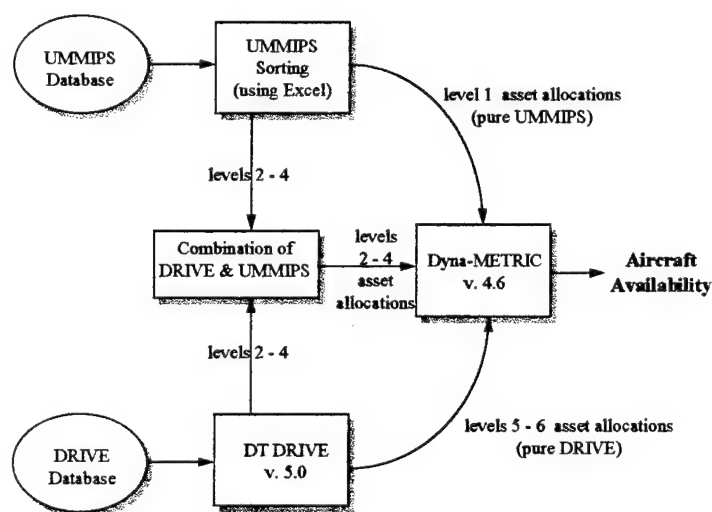 UMMIPS
Database
UMMIPS
Sorting
(using Excel)
level 1 asset allocations
(pure UMMIPS)
levels 2 - 4
Combination of
DRIVE & UMMIPS
levels
2 - 4
asset
allocations
Dyna-METRIC
v. 4.6
Aircraft
Availability
levels 2 - 4
DRIVE
Database
DT DRIVE
v. 5.0
levels 5 - 6 asset allocations
(pure DRIVE)